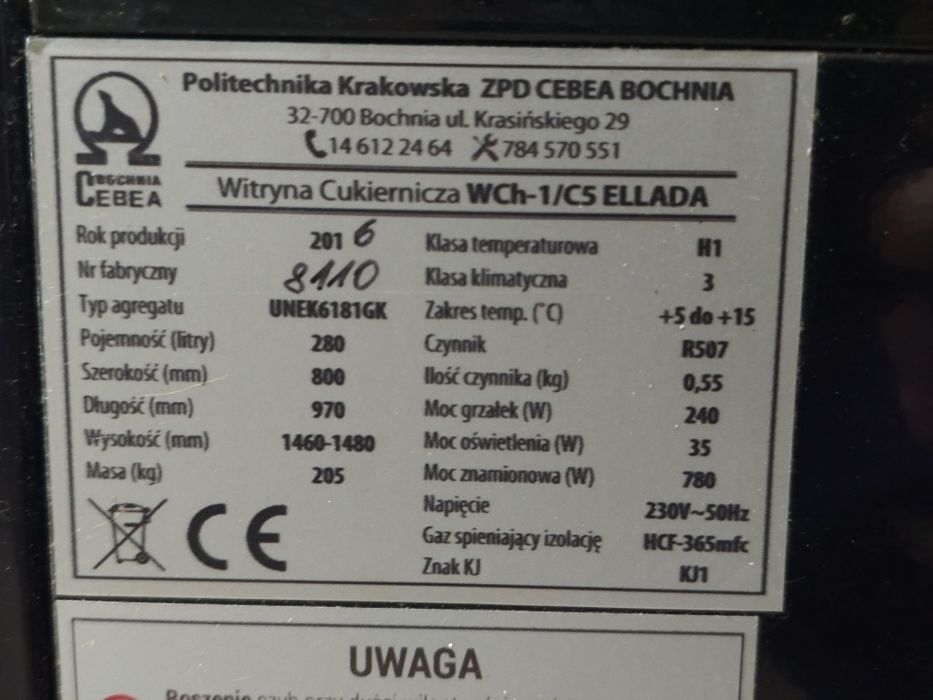 Politechnika Krakowska ZPD CEBEA BOCHNIA
32-700 Bochnia ul. Krasińskiego 29
14 612 24 64 784 570 551
BOCHNIA
CEBEA
Witryna Cukiernicza WCh-1/C5 ELLADA
Rok produkcji 2016
Nr fabryczny 8110
Typ agregatu UNEK6181GK
Pojemność (litry) 280
Szerokość (mm) 800
Długość (mm) 970
Wysokość (mm) 1460-1480
Masa (kg) 205
CE
Klasa temperaturowa H1
Klasa klimatyczna 3
Zakres temp. (°C) +5 do +15
Czynnik R507
Ilość czynnika (kg) 0,55
Moc grzałek (W) 240
Moc oświetlenia (W) 35
Moc znamionowa (W) 780
Napięcie 230V~50Hz
Gaz spieniający izolację HCF-365mfc
Znak KJ KJ1
UWAGA